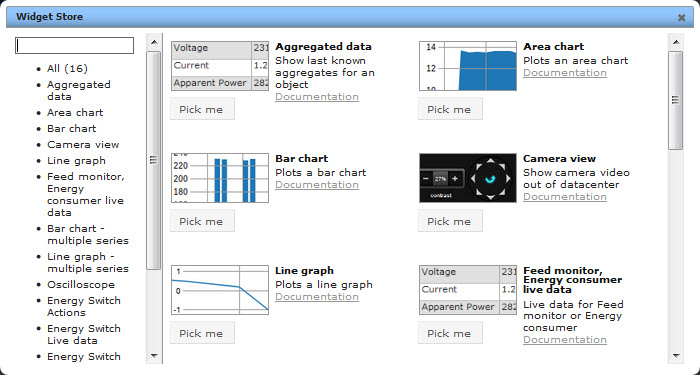 Widget Store
All (16)
Aggregated
data
Area chart
Bar chart
Camera view
Line graph
Feed monitor,
Energy
consumer live
data
Bar chart -
multiple series
Line graph -
multiple series
Oscilloscope
Energy Switch
Actions
Energy Switch
Live data
Energy Switch
Voltage 231
Current 1.2
Apparent Power 282
Aggregated data
Show last known
aggregates for an
object
Documentation
Pick me
14
12
10
Area chart
Plots an area chart
Documentation
Pick me
240
220
200
180
160
Bar chart
Plots a bar chart
Documentation
Pick me
27%
contrast
Camera view
Show camera video
out of datacenter
Documentation
Pick me
1
0
-1
Line graph
Plots a line graph
Documentation
Pick me
Voltage 231
Current 1.2
Apparent Power 282
Feed monitor,
Energy consumer
live data
Live data for Feed
monitor or Energy
consumer
Documentation
Pick me